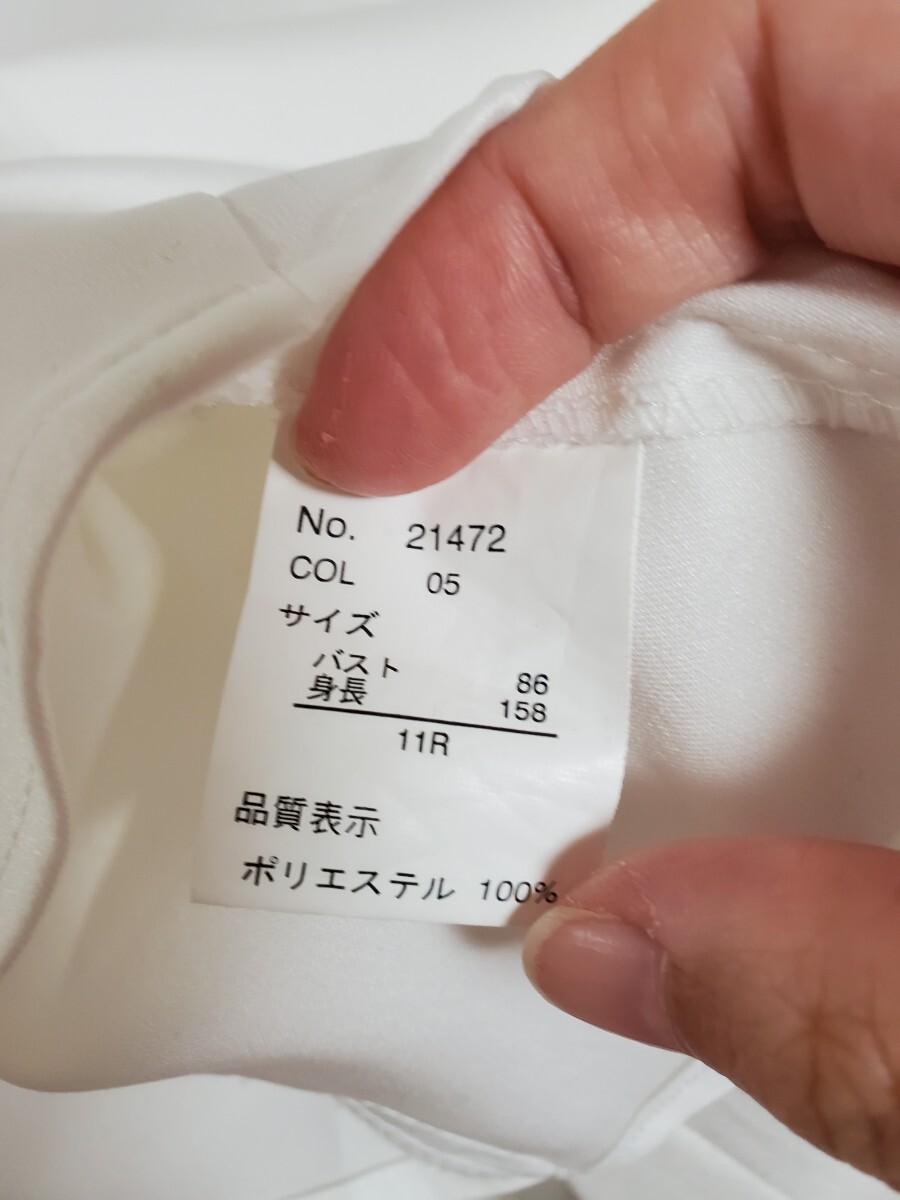 No. 21472
COL 05
サイズ
バスト 86
身長 158
11R
品質表示
ポリエステル 100%